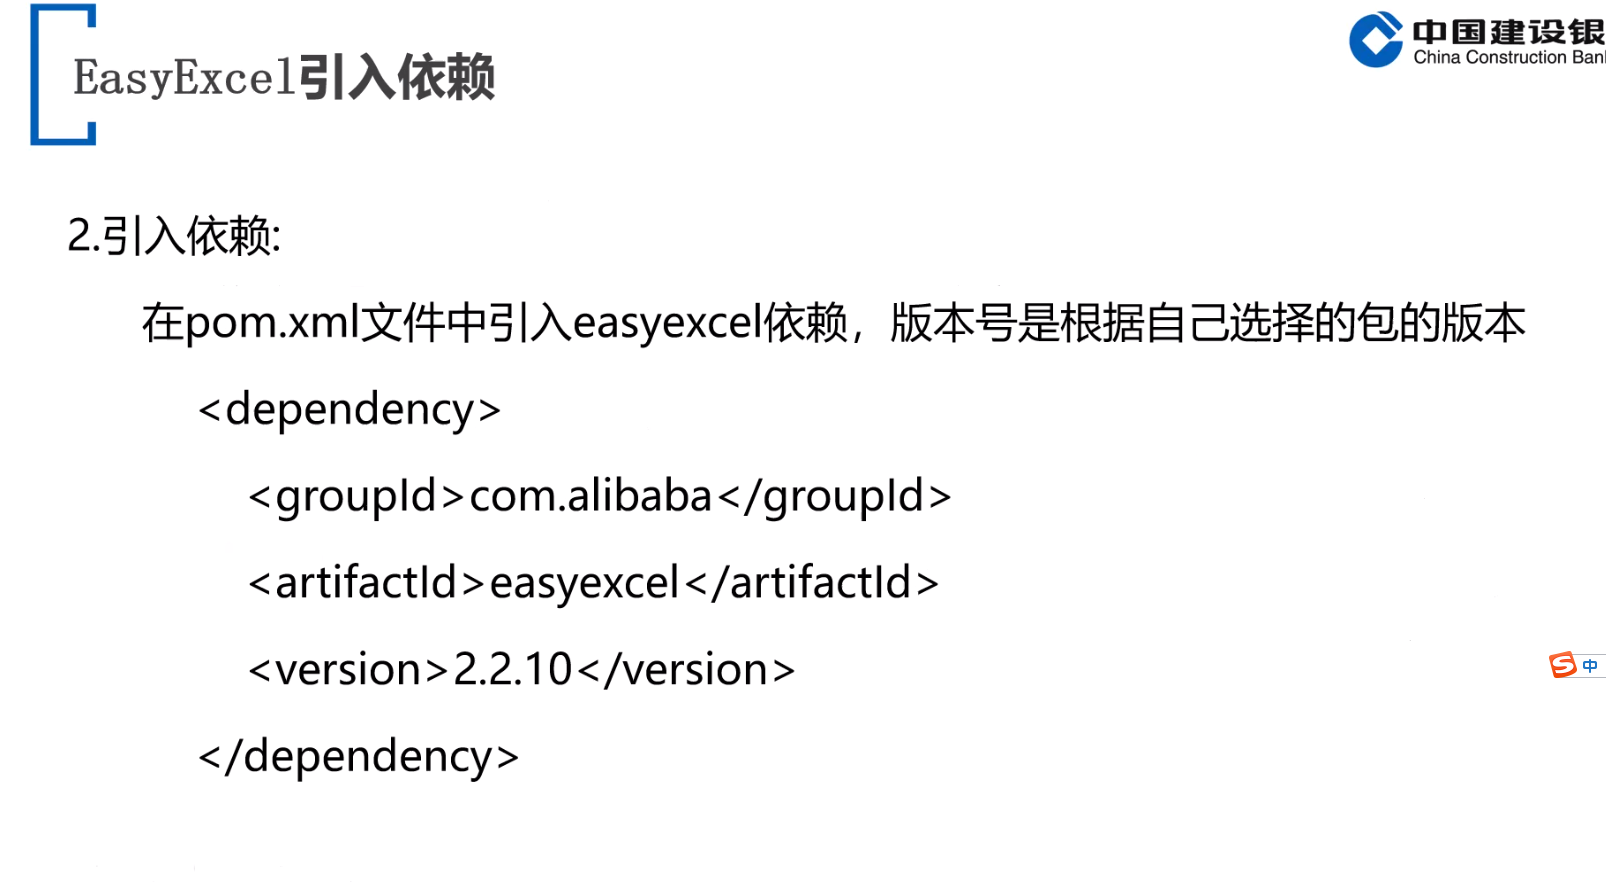 EasyExcel引入依赖
中国建设银
China Construction Ban
2.引入依赖:
在pom.xml文件中引入easyexcel依赖，版本号是根据自己选择的包的版本
<dependency>
<groupId>com.alibaba</groupId>
<artifactId>easyexcel</artifactId>
<version>2.2.10</version>
</dependency>
S 中